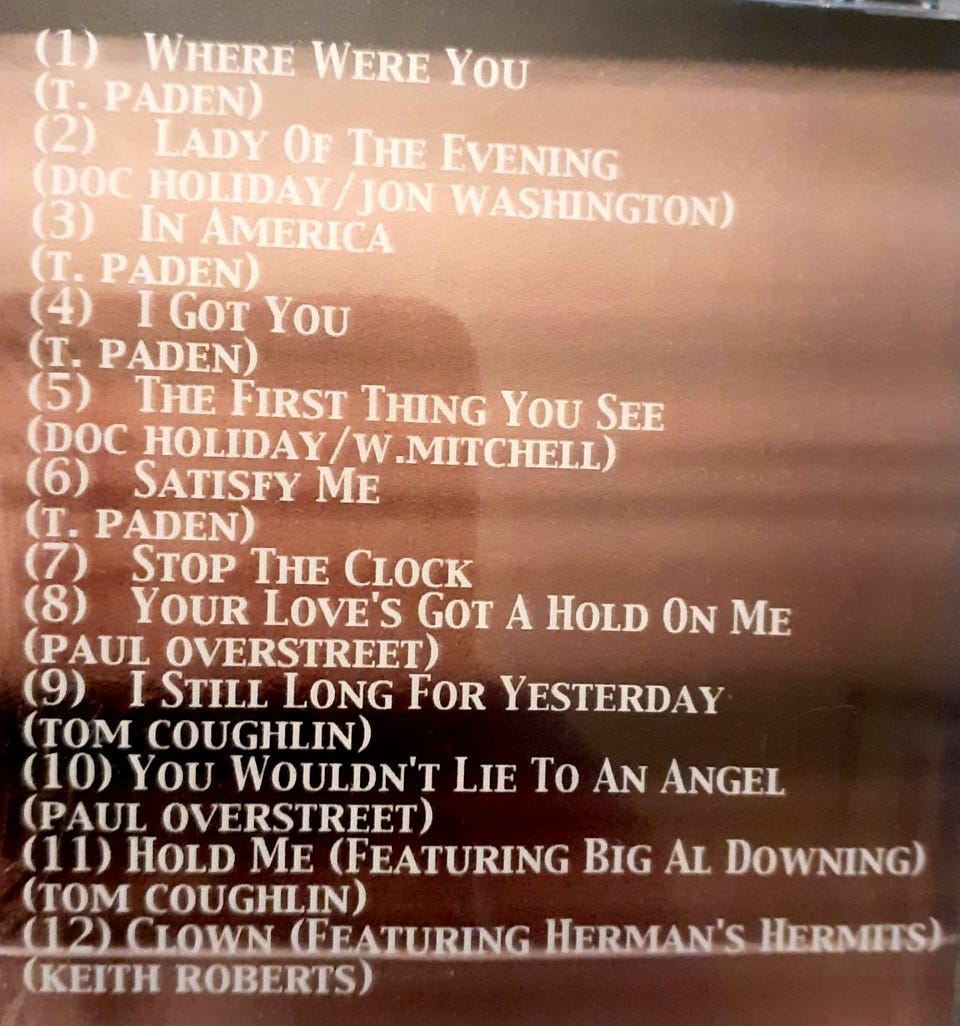 (1) Where Were You
(T. PADEN)
(2) Lady Of The Evening
(DOC HOLIDAY/JON WASHINGTON)
(3) In America
(T. PADEN)
(4) I Got You
(T. PADEN)
(5) The First Thing You See
(DOC HOLIDAY/W.MITCHELL)
(6) Satisfy Me
(T. PADEN)
(7) Stop The Clock
(8) Your Love's Got A Hold On Me
(PAUL OVERSTREET)
(9) I Still Long For Yesterday
(TOM COUGHLIN)
(10) You Wouldn't Lie To An Angel
(PAUL OVERSTREET)
(11) Hold Me (Featuring Big Al Downing)
(TOM COUGHLIN)
(12) Clown (Featuring Herman's Hermits)
(KEITH ROBERTS)